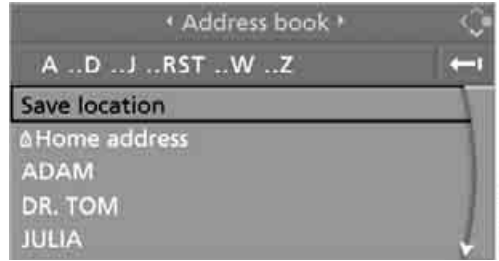 Address book
A ..D ..J ..RST ..W ..Z
Save location
Home address
ADAM
DR. TOM
JULIA